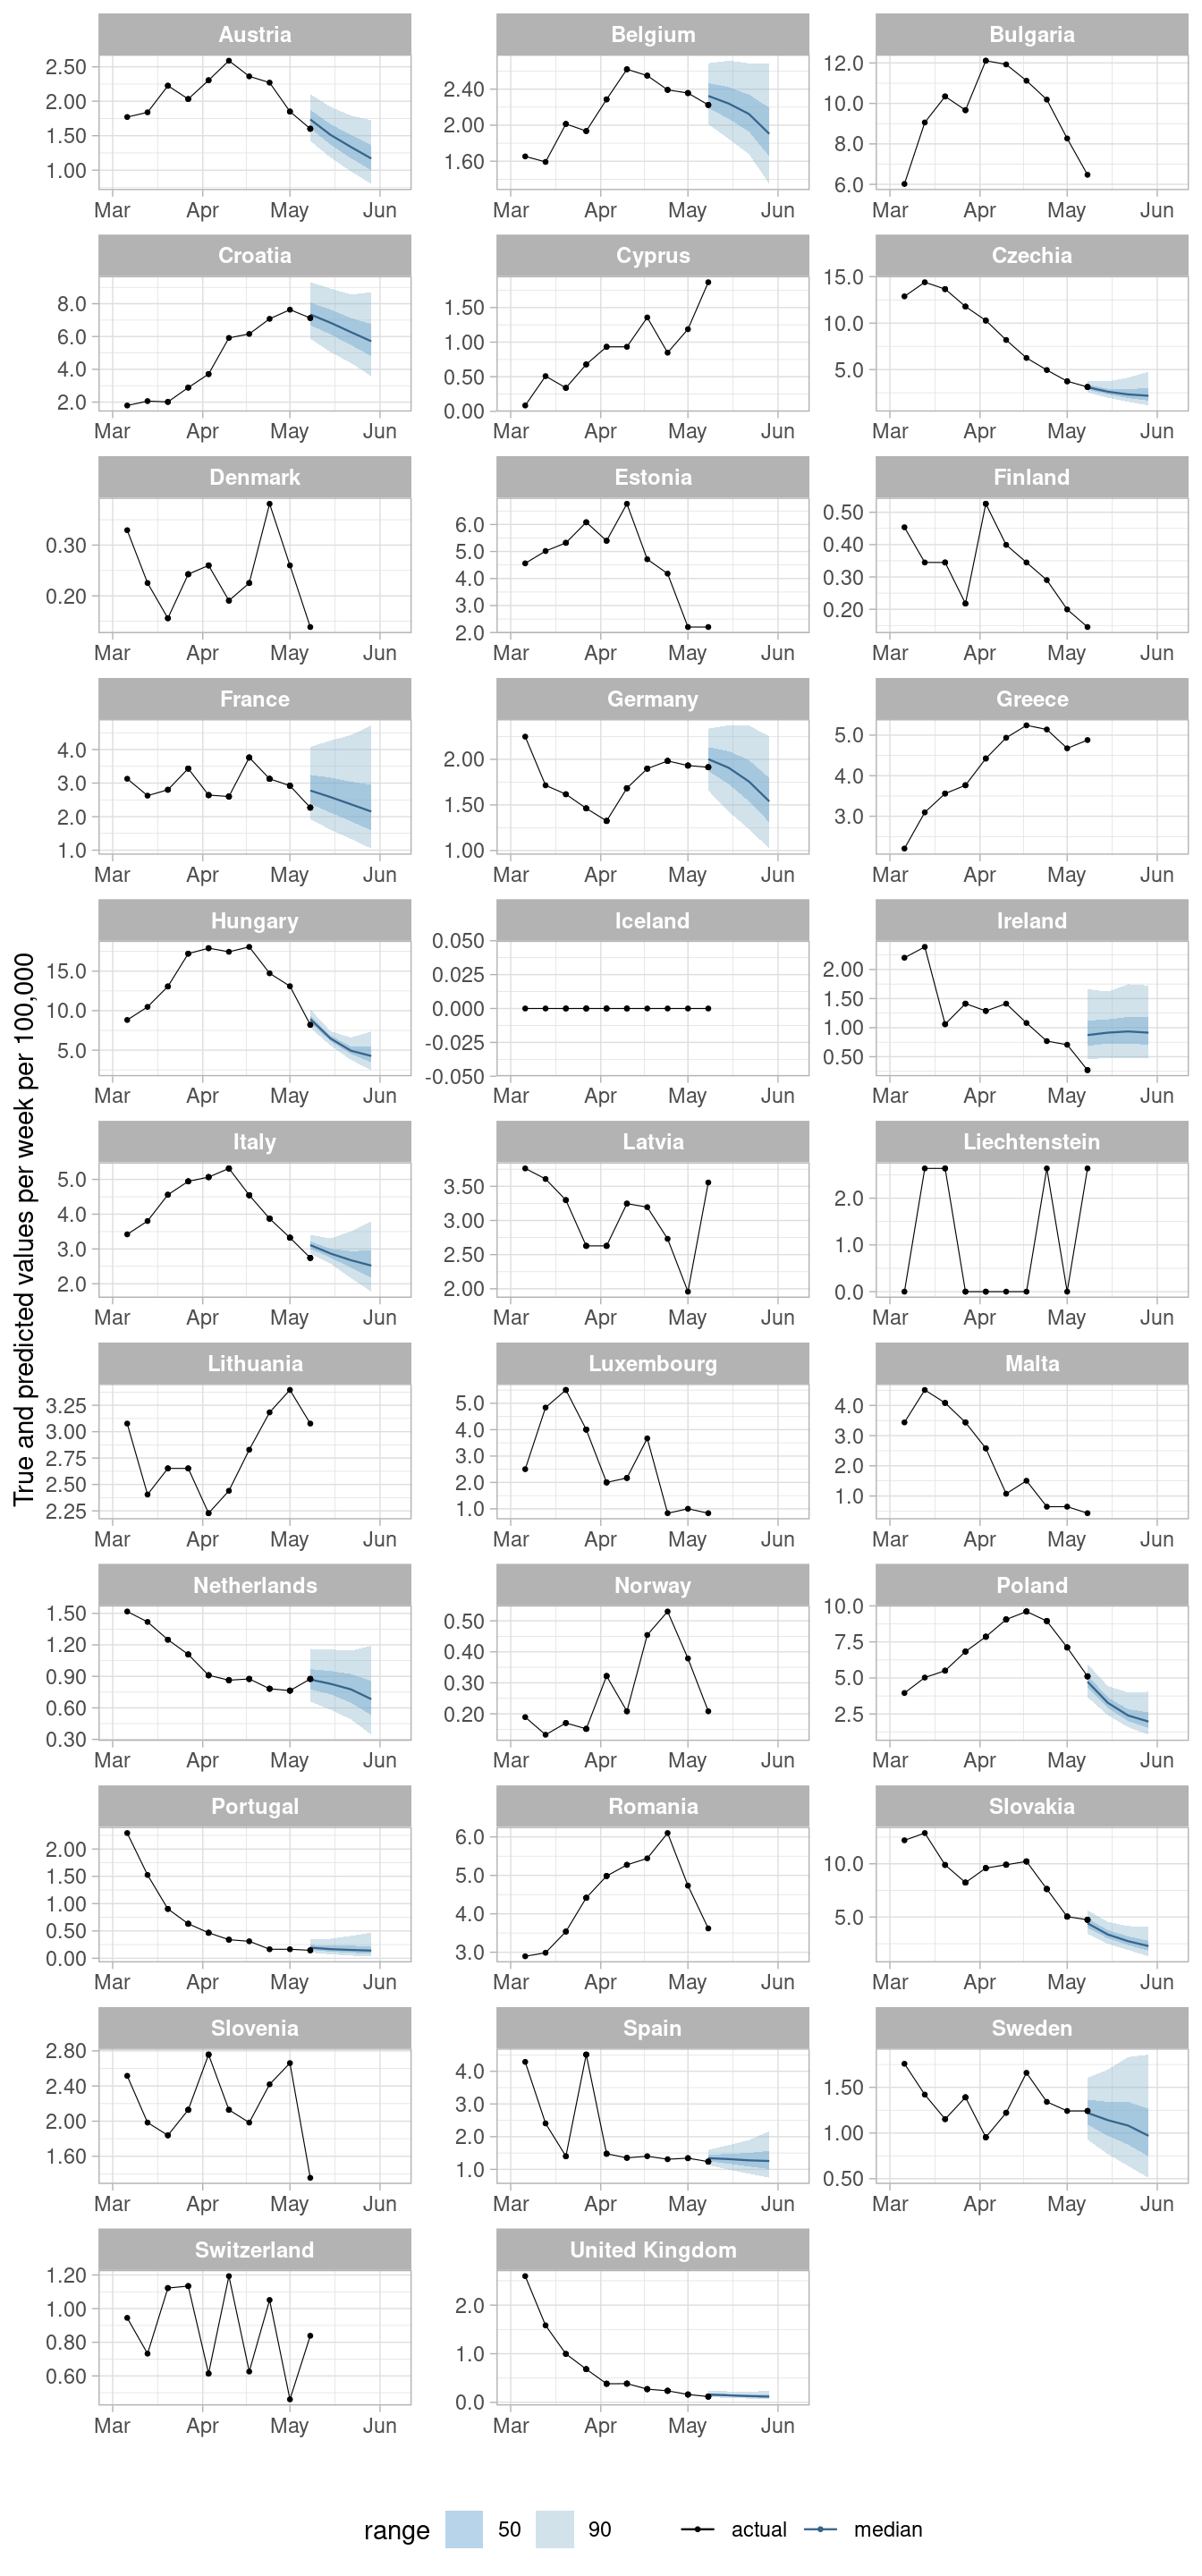 True and predicted values per week per 100,000
Austria
2.50
2.00
1.50
1.00
Mar Apr May Jun
Belgium
2.40
2.00
1.60
Mar Apr May Jun
Bulgaria
12.0
10.0
8.0
6.0
Mar Apr May Jun
Croatia
8.0
6.0
4.0
2.0
Mar Apr May Jun
Cyprus
1.50
1.00
0.50
0.00
Mar Apr May Jun
Czechia
15.0
10.0
5.0
Mar Apr May Jun
Denmark
0.30
0.20
Mar Apr May Jun
Estonia
6.0
5.0
4.0
3.0
2.0
Mar Apr May Jun
Finland
0.50
0.40
0.30
0.20
Mar Apr May Jun
France
4.0
3.0
2.0
1.0
Mar Apr May Jun
Germany
2.00
1.50
1.00
Mar Apr May Jun
Greece
5.0
4.0
3.0
Mar Apr May Jun
Hungary
15.0
10.0
5.0
Mar Apr May Jun
Iceland
0.050
0.025
0.000
-0.025
-0.050
Mar Apr May Jun
Ireland
2.00
1.50
1.00
0.50
Mar Apr May Jun
Italy
5.0
4.0
3.0
2.0
Mar Apr May Jun
Latvia
3.50
3.00
2.50
2.00
Mar Apr May Jun
Liechtenstein
2.0
1.0
0.0
Mar Apr May Jun
Lithuania
3.25
3.00
2.75
2.50
2.25
Mar Apr May Jun
Luxembourg
5.0
4.0
3.0
2.0
1.0
Mar Apr May Jun
Malta
4.0
3.0
2.0
1.0
Mar Apr May Jun
Netherlands
1.50
1.20
0.90
0.60
0.30
Mar Apr May Jun
Norway
0.50
0.40
0.30
0.20
Mar Apr May Jun
Poland
10.0
7.5
5.0
2.5
Mar Apr May Jun
Portugal
2.00
1.50
1.00
0.50
0.00
Mar Apr May Jun
Romania
6.0
5.0
4.0
3.0
Mar Apr May Jun
Slovakia
10.0
5.0
Mar Apr May Jun
Slovenia
2.80
2.40
2.00
1.60
Mar Apr May Jun
Spain
4.0
3.0
2.0
1.0
Mar Apr May Jun
Sweden
1.50
1.00
0.50
Mar Apr May Jun
Switzerland
1.20
1.00
0.80
0.60
Mar Apr May Jun
United Kingdom
2.0
1.0
0.0
Mar Apr May Jun
range 50 90 actual median